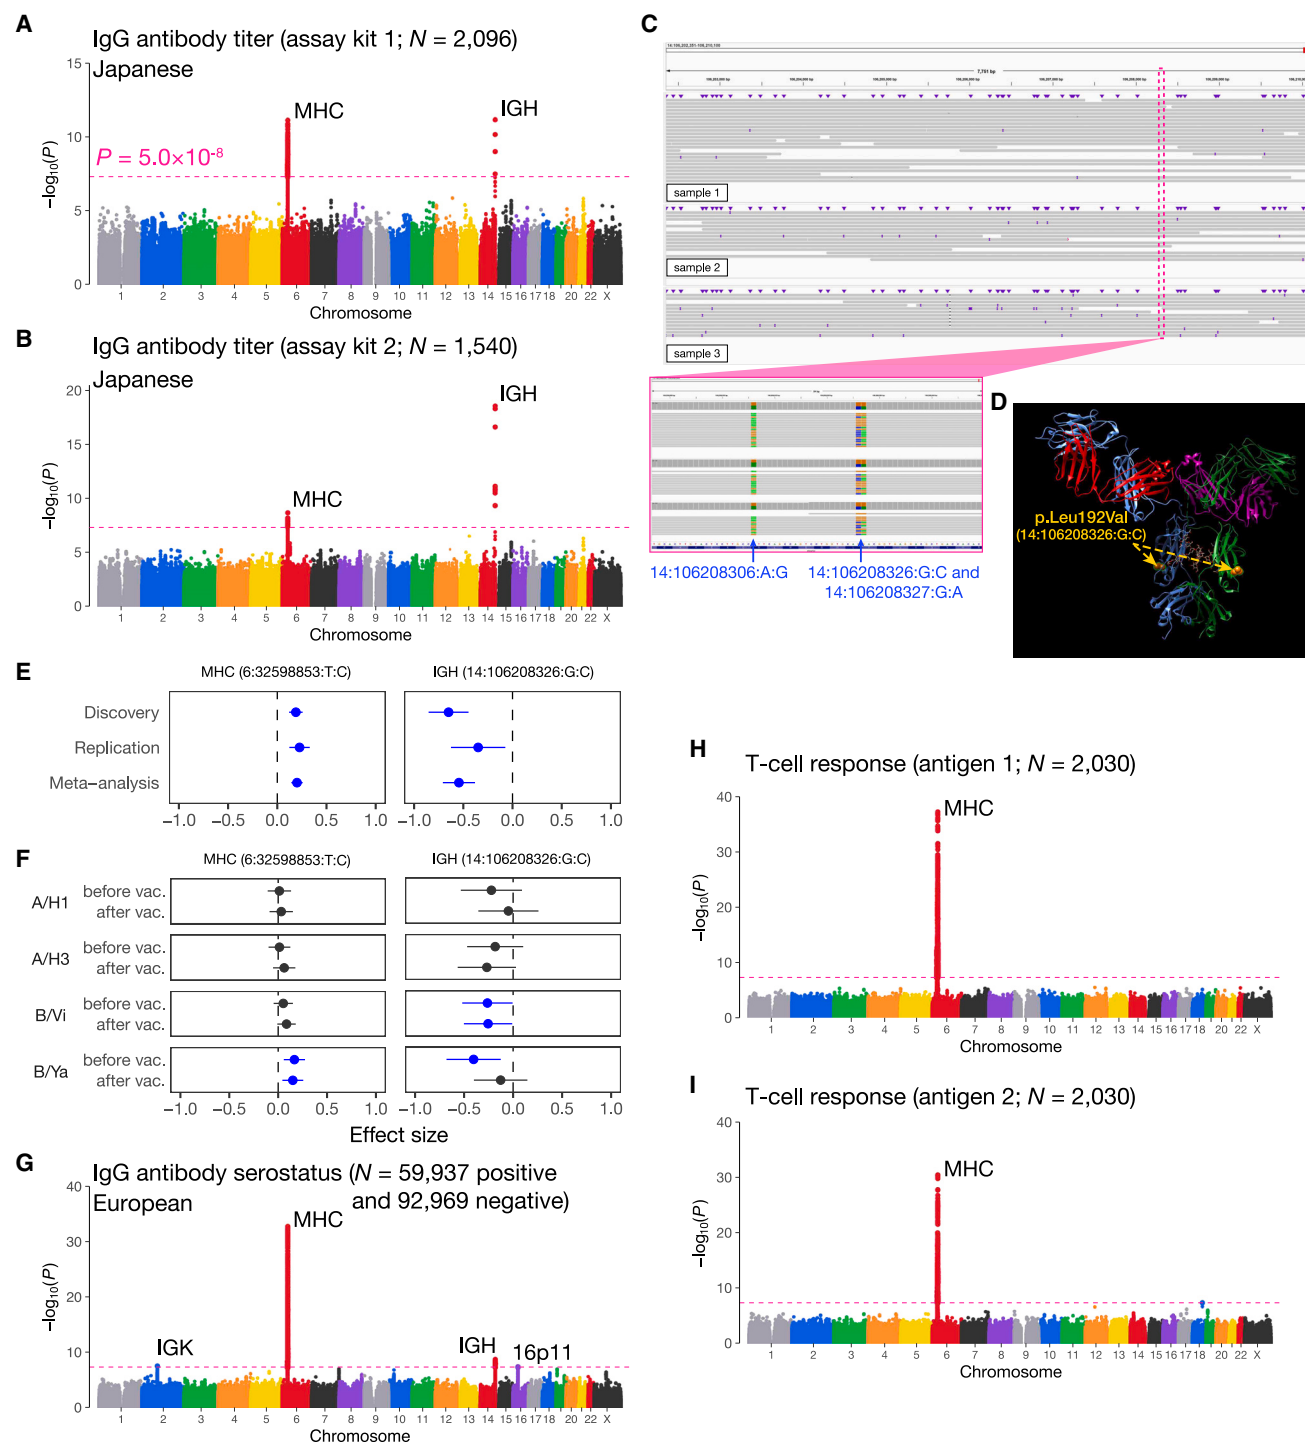 A
IgG antibody titer (assay kit 1; N = 2,096)
Japanese
15
10
5
0
−log10(P)
P = 5.0×10-8
MHC
IGH
1 2 3 4 5 6 7 8 9 10 11 12 13 14 15 16 17 18 20 22 X
Chromosome
B
IgG antibody titer (assay kit 2; N = 1,540)
Japanese
20
15
10
5
0
−log10(P)
MHC
IGH
1 2 3 4 5 6 7 8 9 10 11 12 13 14 15 16 17 18 20 22 X
Chromosome
C
7,791 bp
sample 1
sample 2
sample 3
14:106208306:A:G
14:106208326:G:C and
14:106208327:G:A
D
p.Leu192Val
(14:106208326:G:C)
E
MHC (6:32598853:T:C)
IGH (14:106208326:G:C)
Discovery
Replication
Meta−analysis
−1.0 −0.5 0.0 0.5 1.0
−1.0 −0.5 0.0 0.5 1.0
F
MHC (6:32598853:T:C)
IGH (14:106208326:G:C)
A/H1
before vac.
after vac.
A/H3
before vac.
after vac.
B/Vi
before vac.
after vac.
B/Ya
before vac.
after vac.
−1.0 −0.5 0.0 0.5 1.0
−1.0 −0.5 0.0 0.5 1.0
Effect size
G
IgG antibody serostatus (N = 59,937 positive
European
and 92,969 negative)
40
30
20
10
0
−log10(P)
IGK
MHC
IGH
16p11
1 2 3 4 5 6 7 8 9 10 11 12 13 14 15 16 17 18 20 22 X
Chromosome
H
T-cell response (antigen 1; N = 2,030)
40
30
20
10
0
−log10(P)
MHC
1 2 3 4 5 6 7 8 9 10 11 12 13 14 15 16 17 18 20 22 X
Chromosome
I
T-cell response (antigen 2; N = 2,030)
40
30
20
10
0
−log10(P)
MHC
1 2 3 4 5 6 7 8 9 10 11 12 13 14 15 16 17 18 20 22 X
Chromosome